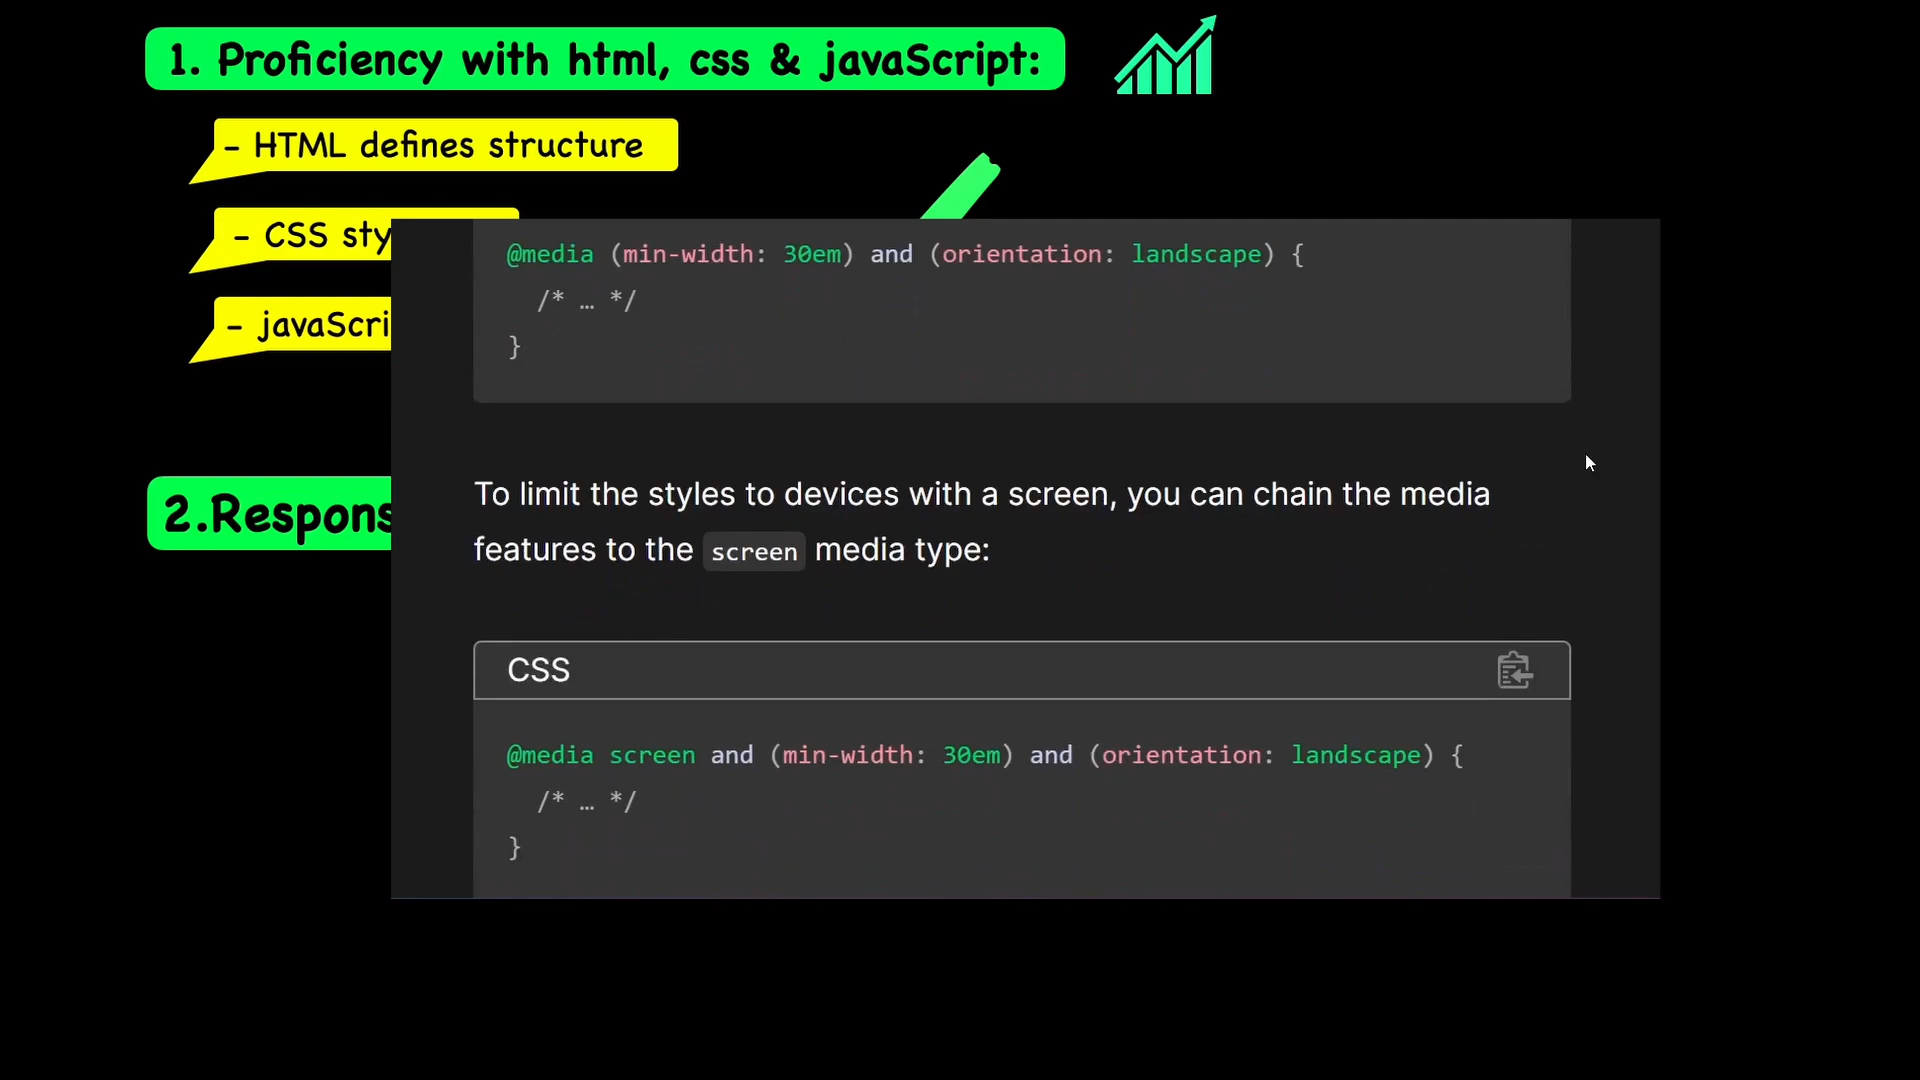 1. Proficiency with html, css & javaScript:
- HTML defines structure
- CSS sty
- javaScri
2.Respons
@media (min-width: 30em) and (orientation: landscape) {
/* … */
}
To limit the styles to devices with a screen, you can chain the media
features to the screen media type:
CSS
@media screen and (min-width: 30em) and (orientation: landscape) {
/* … */
}